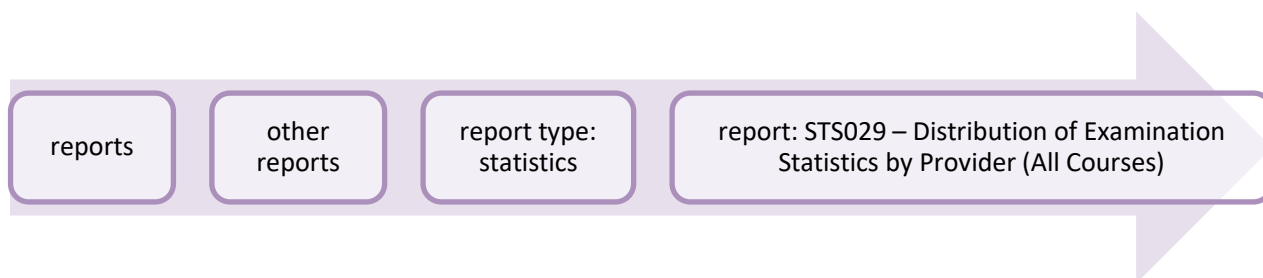 reports
other
reports
report type:
statistics
report: STS029 – Distribution of Examination
Statistics by Provider (All Courses)